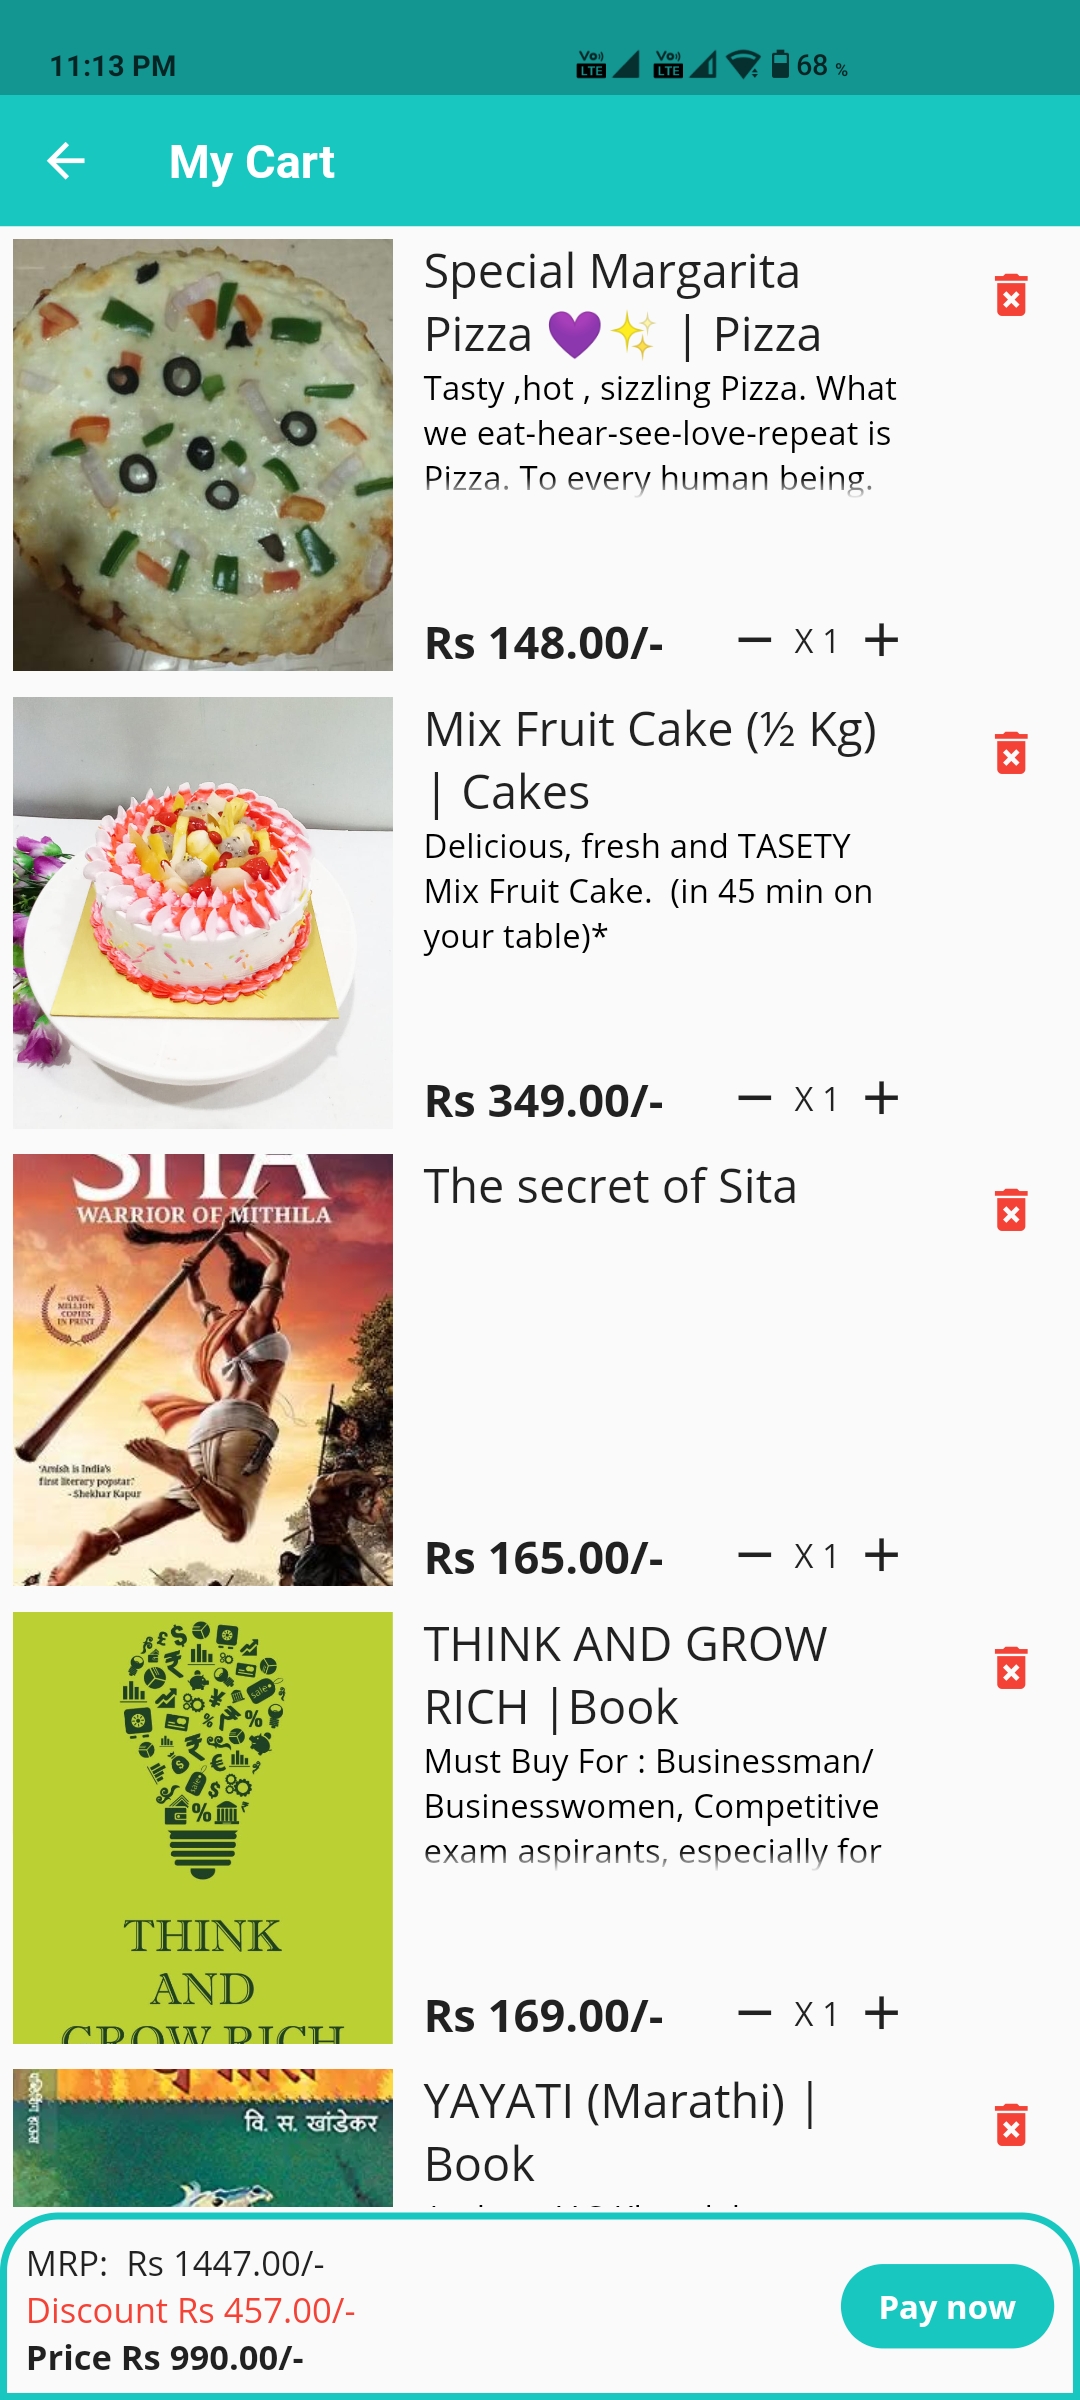 11:13 PM
Vo)) LTE Vo)) LTE 68 %
My Cart
Special Margarita
Pizza 💜✨ | Pizza
Tasty ,hot , sizzling Pizza. What
we eat-hear-see-love-repeat is
Pizza. To every human being.
Rs 148.00/- X 1
Mix Fruit Cake (½ Kg)
| Cakes
Delicious, fresh and TASETY
Mix Fruit Cake.  (in 45 min on
your table)*
Rs 349.00/- X 1
SITA
WARRIOR OF MITHILA
ONE
MILLION
COPIES
IN PRINT
'Amish is India's
first literary popstar.'
- Shekhar Kapur
The secret of Sita
Rs 165.00/- X 1
THINK
AND
GROW RICH
THINK AND GROW
RICH |Book
Must Buy For : Businessman/
Businesswomen, Competitive
exam aspirants, especially for
Rs 169.00/- X 1
वि. स. खांडेकर
YAYATI (Marathi) |
Book
MRP:  Rs 1447.00/-
Discount Rs 457.00/-
Price Rs 990.00/-
Pay now